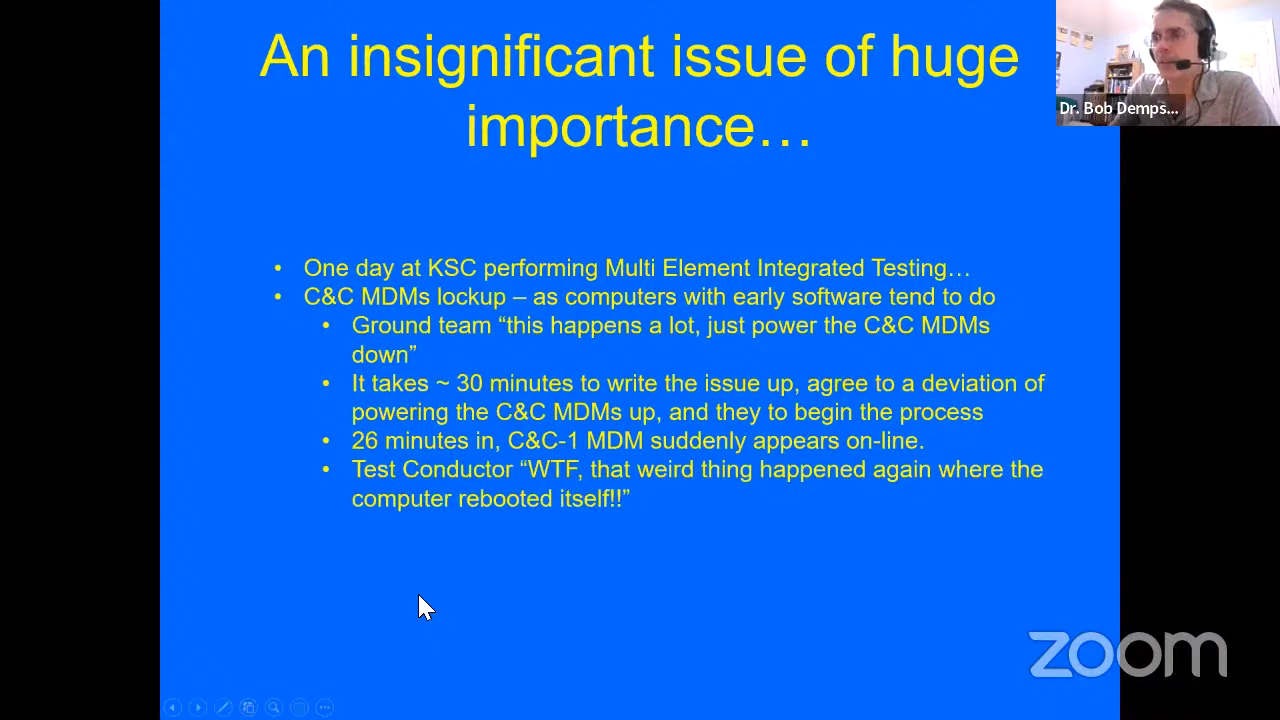 An insignificant issue of huge
importance…
Dr. Bob Demps...
• One day at KSC performing Multi Element Integrated Testing…
• C&C MDMs lockup – as computers with early software tend to do
• Ground team “this happens a lot, just power the C&C MDMs
down”
• It takes ~ 30 minutes to write the issue up, agree to a deviation of
powering the C&C MDMs up, and they to begin the process
• 26 minutes in, C&C-1 MDM suddenly appears on-line.
• Test Conductor “WTF, that weird thing happened again where the
computer rebooted itself!!”
zoom